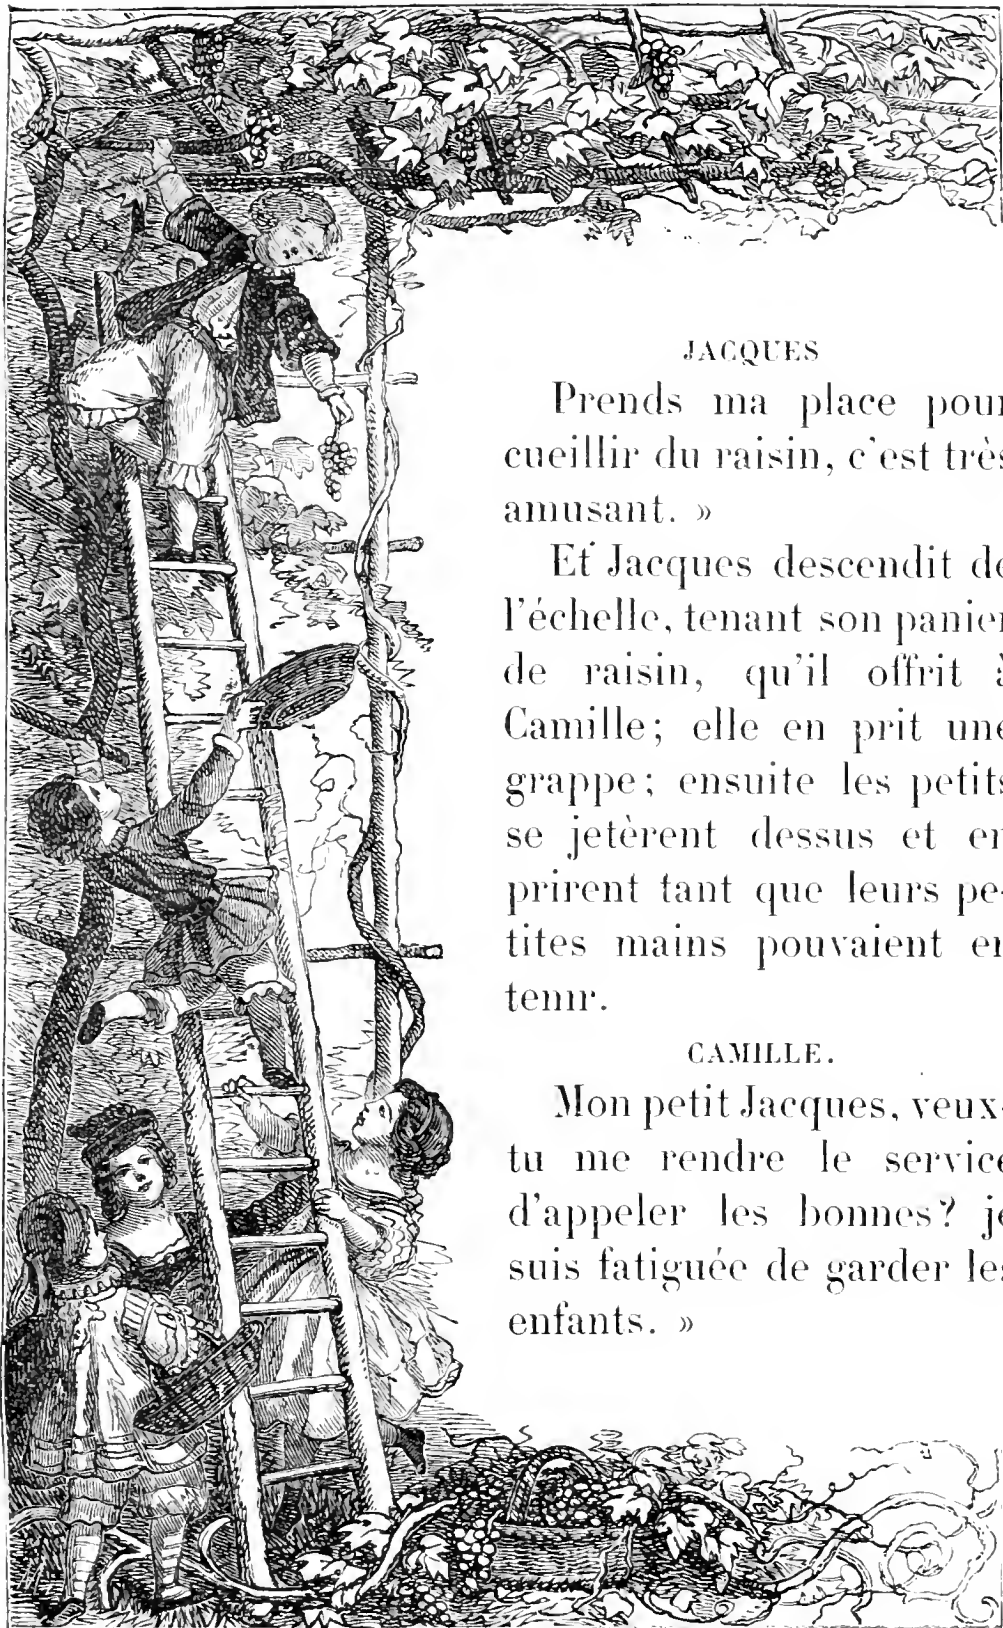 JACQUES
Prends ma place pour
cueillir du raisin, c'est très
amusant. »
Et Jacques descendit de
l'échelle, tenant son panier
de raisin, qu'il offrit à
Camille; elle en prit une
grappe; ensuite les petits
se jetèrent dessus et en
prirent tant que leurs pe-
tites mains pouvaient en
tenir.
CAMILLE.
Mon petit Jacques, veux-
tu me rendre le service
d'appeler les bonnes? je
suis fatiguée de garder les
enfants. »